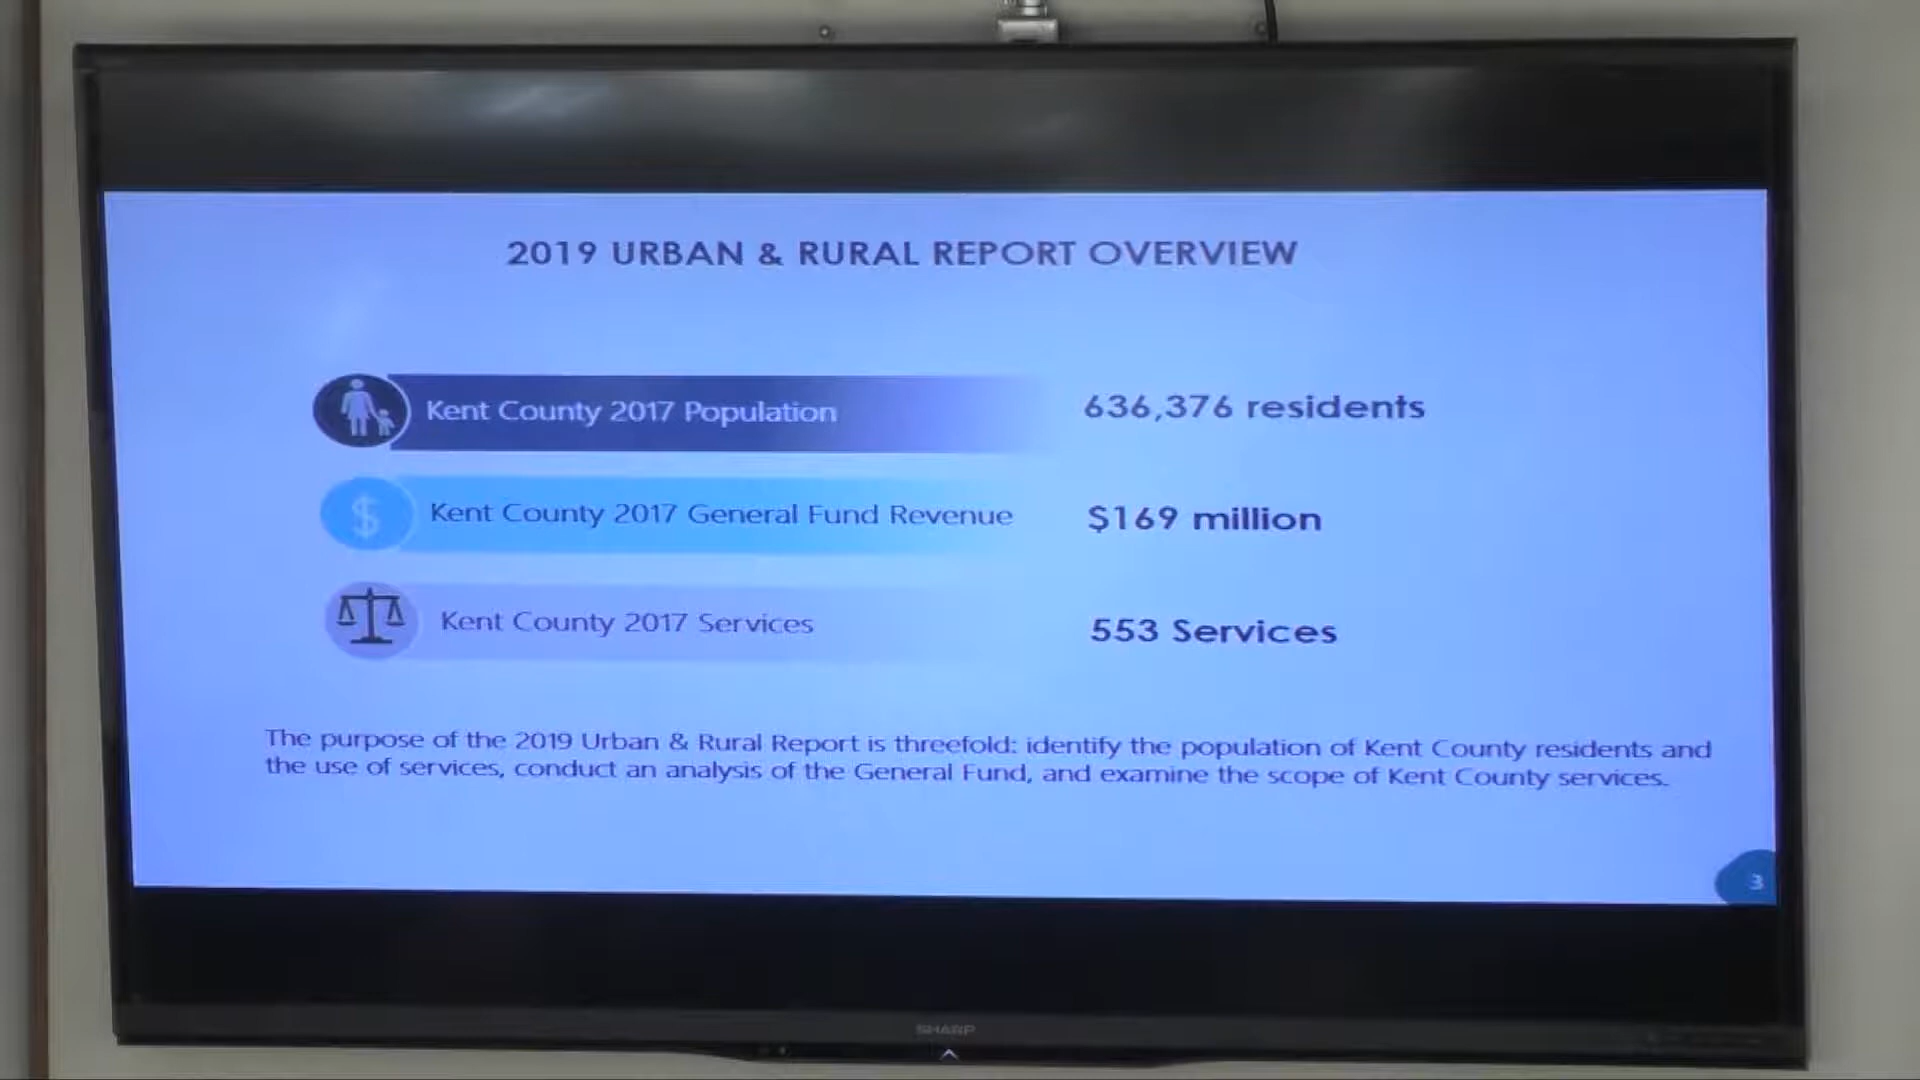 2019 URBAN & RURAL REPORT OVERVIEW
Kent County 2017 Population
636,376 residents
$
Kent County 2017 General Fund Revenue
$169 million
Kent County 2017 Services
553 Services
The purpose of the 2019 Urban & Rural Report is threefold: identify the population of Kent County residents and
the use of services, conduct an analysis of the General Fund, and examine the scope of Kent County services.
3
SHARP